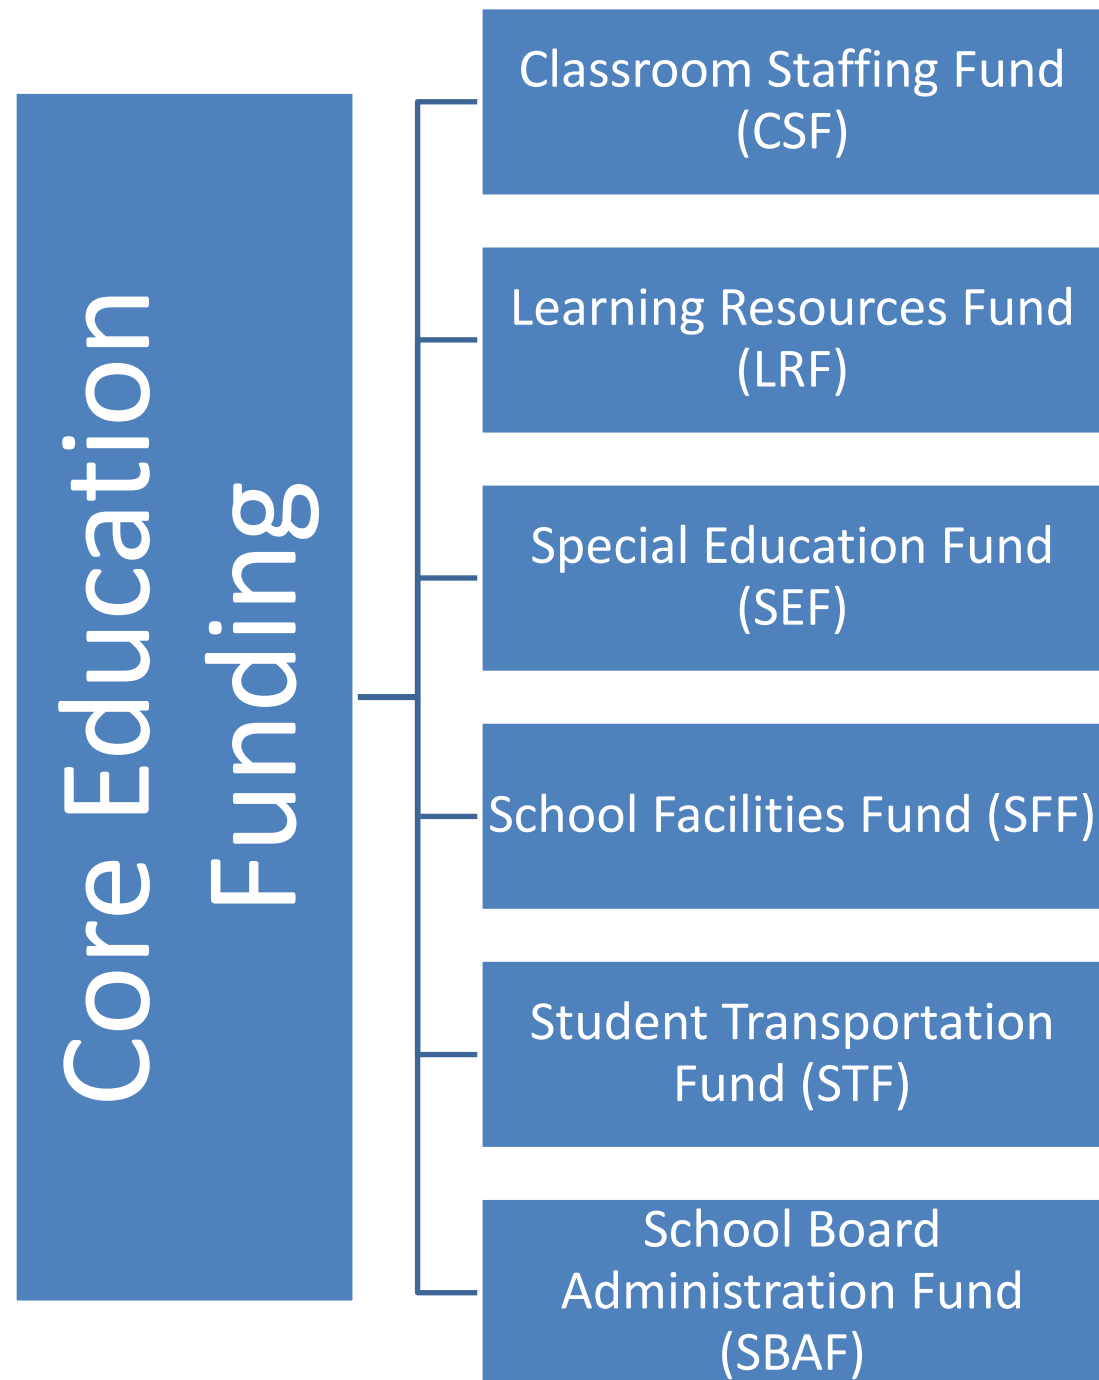 Core Education
Funding
Classroom Staffing Fund
(CSF)
Learning Resources Fund
(LRF)
Special Education Fund
(SEF)
School Facilities Fund (SFF)
Student Transportation
Fund (STF)
School Board
Administration Fund
(SBAF)